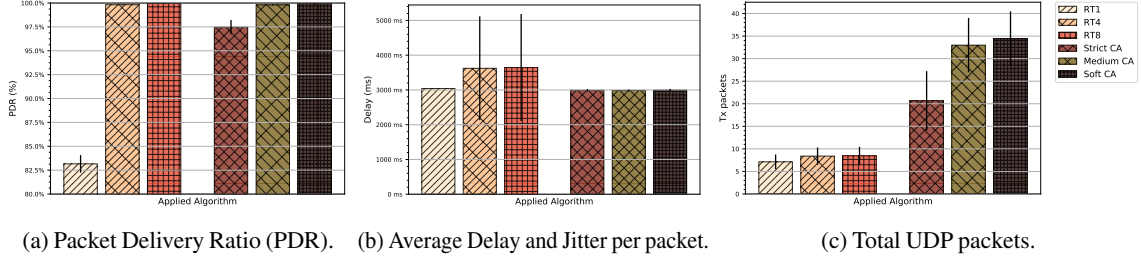 100.0%
97.5%
95.0%
92.5%
90.0%
87.5%
85.0%
82.5%
80.0%
PDR (%)
Applied Algorithm
5000 ms
4000 ms
3000 ms
2000 ms
1000 ms
0 ms
Delay (ms)
Applied Algorithm
40
35
30
25
20
15
10
5
0
Tx packets
Applied Algorithm
RT1
RT4
RT8
Strict CA
Medium CA
Soft CA
(a) Packet Delivery Ratio (PDR).
(b) Average Delay and Jitter per packet.
(c) Total UDP packets.